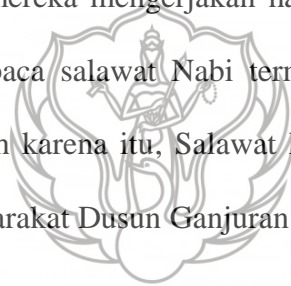 mereka mengerjakan
baca salawat Nabi
karena itu, Salawat
arakat Dusun Ganjuran